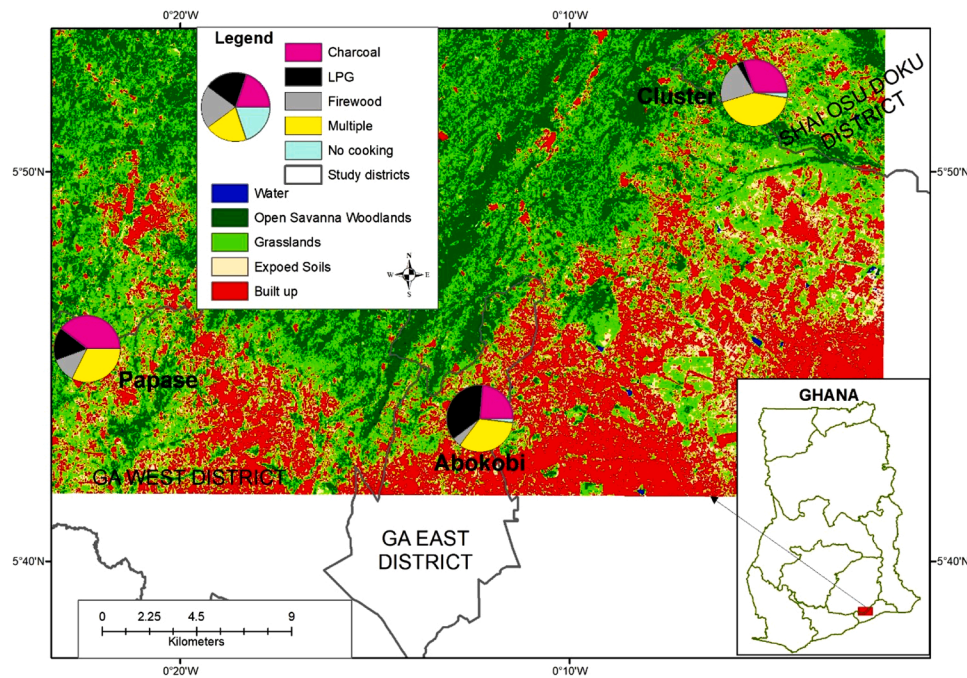 0°20'W
0°10'W
Legend
Charcoal
LPG
Firewood
Multiple
No cooking
Study districts
Water
Open Savanna Woodlands
Grasslands
Expoed Soils
Built up
N
W
E
S
Cluster
SHAI OSU DOKU
DISTRICT
5°50'N
5°50'N
Papase
Abokobi
GA WEST DISTRICT
GA EAST
DISTRICT
GHANA
5°40'N
5°40'N
0
2.25
4.5
9
Kilometers
0°20'W
0°10'W